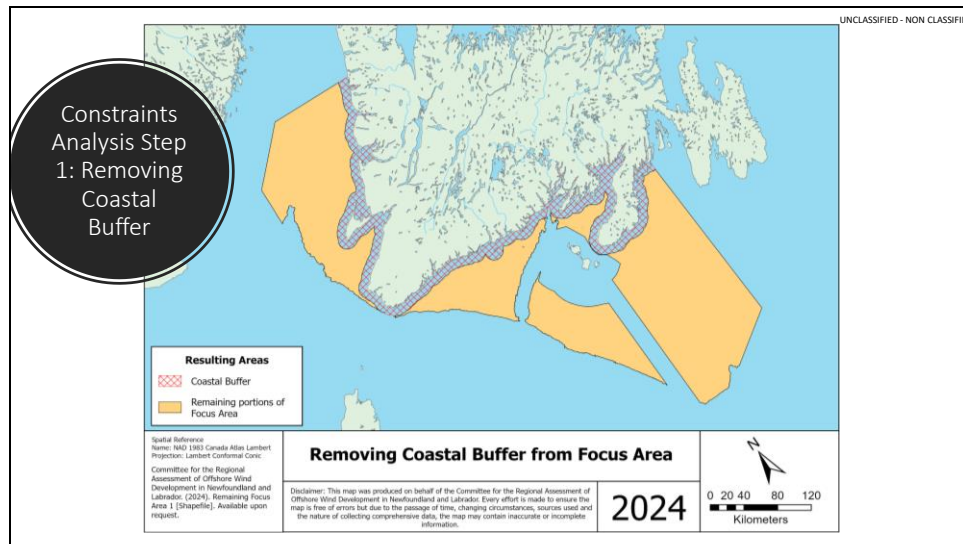 UNCLASSIFIED - NON CLASSIFI
Constraints
Analysis Step
1: Removing
Coastal
Buffer
Resulting Areas
Coastal Buffer
Remaining portions of
Focus Area
Spatial Reference
Name: NAD 1983 Canada Atlas Lambert
Projection: Lambert Conformal Conic
Committee for the Regional
Assessment of Offshore Wind
Development in Newfoundland and
Labrador. (2024). Remaining Focus
Area 1 [Shapefile]. Available upon
request.
Removing Coastal Buffer from Focus Area
Disclaimer: This map was produced on behalf of the Committee for the Regional Assessment of
Offshore Wind Development in Newfoundland and Labrador. Every effort is made to ensure the
map is free of errors but due to the passage of time, changing circumstances, sources used and
the nature of collecting comprehensive data, the map may contain inaccurate or incomplete
information.
2024
N
0 20 40 80 120
Kilometers